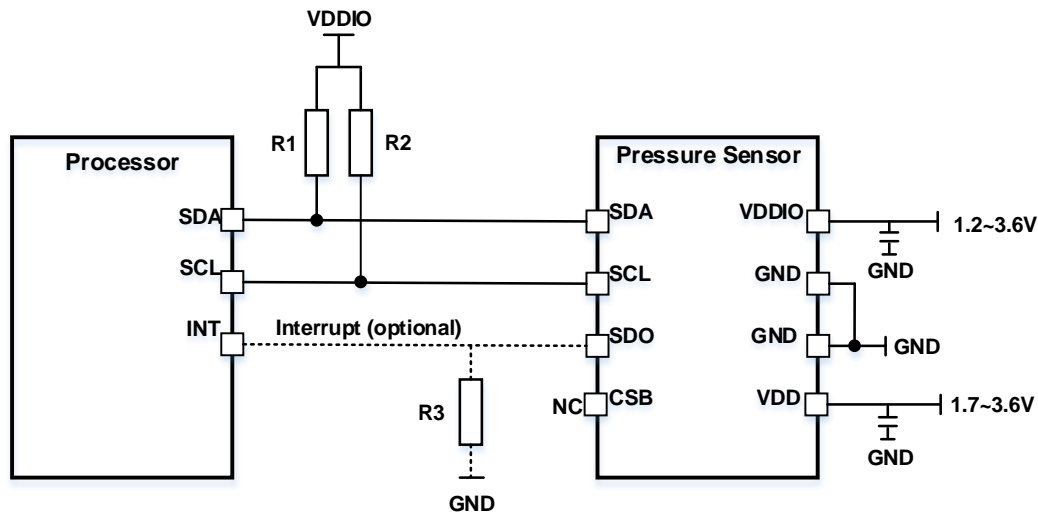 VDDIO
R1
R2
Processor
Pressure Sensor
SDA
SDA
VDDIO
1.2~3.6V
GND
SCL
SCL
GND
INT
Interrupt (optional)
SDO
GND
GND
R3
NC
CSB
VDD
1.7~3.6V
GND
GND